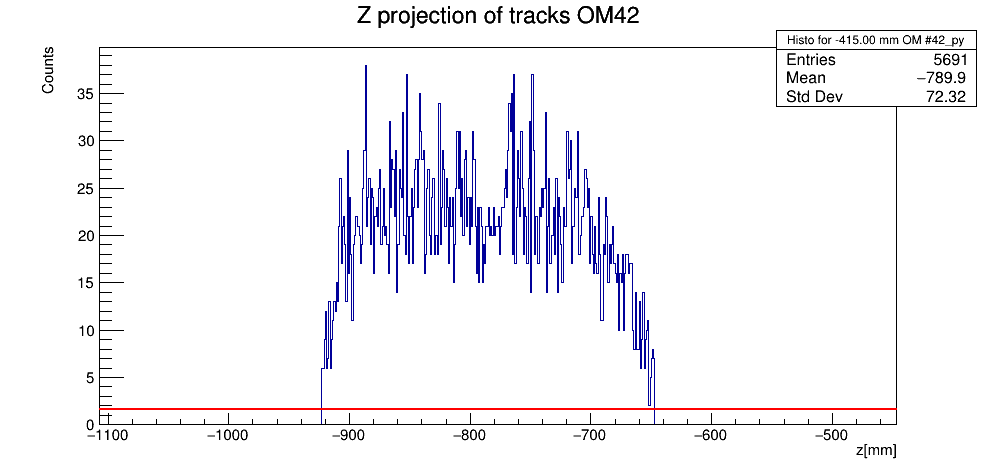 Z projection of tracks OM42
Histo for -415.00 mm OM #42_py
Entries 5691
Mean −789.9
Std Dev 72.32
Counts
35
30
25
20
15
10
5
0
−1100 −1000 −900 −800 −700 −600 −500
z[mm]